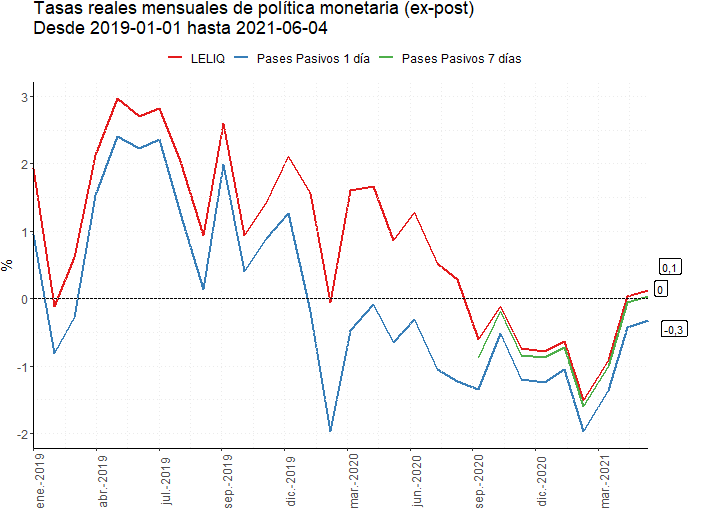 Tasas reales mensuales de política monetaria (ex-post)
Desde 2019-01-01 hasta 2021-06-04
LELIQ Pases Pasivos 1 día Pases Pasivos 7 días
%
3
2
1
0
-1
-2
0,1
0
-0,3
ene.-2019
abr.-2019
jul.-2019
sep.-2019
dic.-2019
mar.-2020
jun.-2020
sep.-2020
dic.-2020
mar.-2021